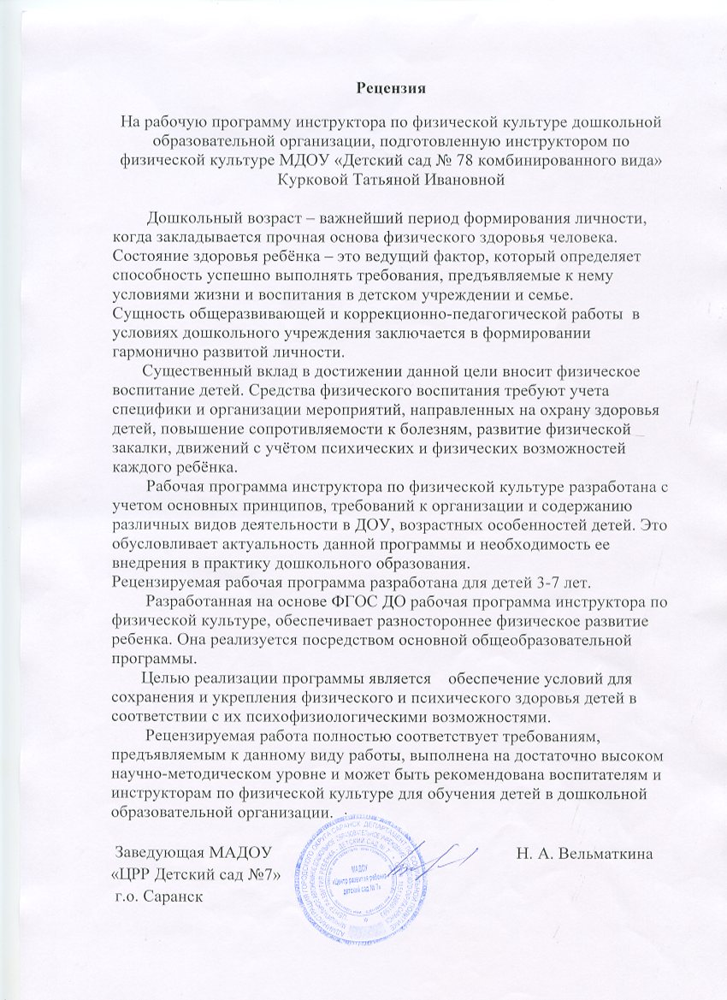 Рецензия
На рабочую программу инструктора по физической культуре дошкольной
образовательной организации, подготовленную инструктором по
физической культуре МДОУ «Детский сад № 78 комбинированного вида»
Курковой Татьяной Ивановной
Дошкольный возраст – важнейший период формирования личности,
когда закладывается прочная основа физического здоровья человека.
Состояние здоровья ребёнка – это ведущий фактор, который определяет
способность успешно выполнять требования, предъявляемые к нему
условиями жизни и воспитания в детском учреждении и семье.
Сущность общеразвивающей и коррекционно-педагогической работы в
условиях дошкольного учреждения заключается в формировании
гармонично развитой личности.
Существенный вклад в достижении данной цели вносит физическое
воспитание детей. Средства физического воспитания требуют учета
специфики и организации мероприятий, направленных на охрану здоровья
детей, повышение сопротивляемости к болезням, развитие физической
закалки, движений с учётом психических и физических возможностей
каждого ребёнка.
Рабочая программа инструктора по физической культуре разработана с
учетом основных принципов, требований к организации и содержанию
различных видов деятельности в ДОУ, возрастных особенностей детей. Это
обусловливает актуальность данной программы и необходимость ее
внедрения в практику дошкольного образования.
Рецензируемая рабочая программа разработана для детей 3-7 лет.
Разработанная на основе ФГОС ДО рабочая программа инструктора по
физической культуре, обеспечивает разностороннее физическое развитие
ребенка. Она реализуется посредством основной общеобразовательной
программы.
Целью реализации программы является обеспечение условий для
сохранения и укрепления физического и психического здоровья детей в
соответствии с их психофизиологическими возможностями.
Рецензируемая работа полностью соответствует требованиям,
предъявляемым к данному виду работы, выполнена на достаточно высоком
научно-методическом уровне и может быть рекомендована воспитателям и
инструкторам по физической культуре для обучения детей в дошкольной
образовательной организации.
Заведующая МАДОУ Н. А. Вельматкина
«ЦРР Детский сад №7»
г.о. Саранск
МАДОУ
«Центр развития ребенка-
детский сад № 7»